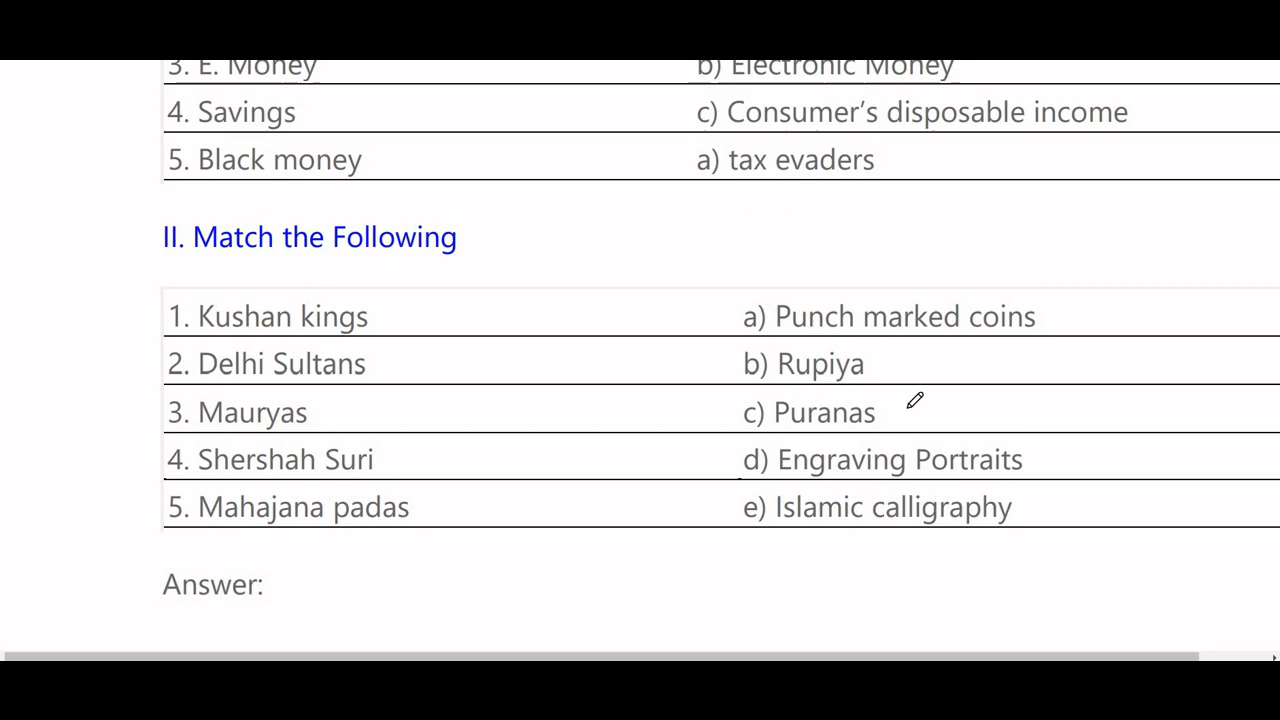 3. E. Money b) Electronic Money
4. Savings c) Consumer’s disposable income
5. Black money a) tax evaders
II. Match the Following
1. Kushan kings a) Punch marked coins
2. Delhi Sultans b) Rupiya
3. Mauryas c) Puranas
4. Shershah Suri d) Engraving Portraits
5. Mahajana padas e) Islamic calligraphy
Answer: